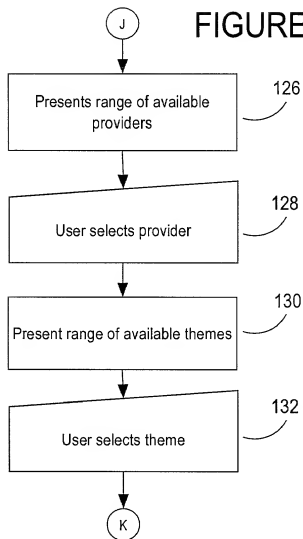 J
FIGURE
Presents range of available
providers
126
User selects provider
128
Present range of available themes
130
User selects theme
132
K